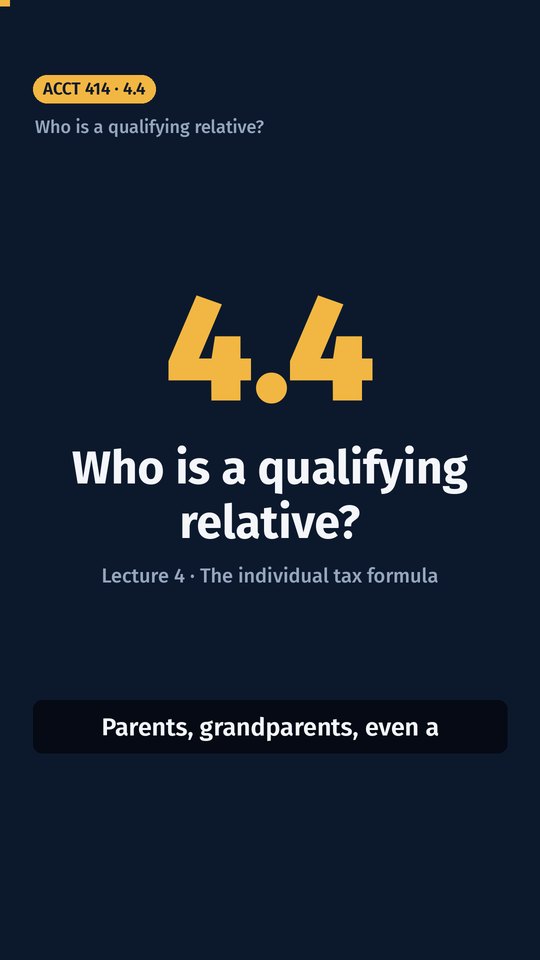 ACCT 414 · 4.4
Who is a qualifying relative?
4.4
Who is a qualifying
relative?
Lecture 4 · The individual tax formula
Parents, grandparents, even a